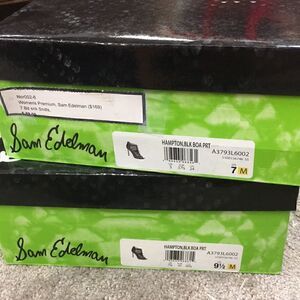 Womens Premium, Sam Edelman ($169)
Sam Edelman
HAMPTON,BLK BOA PRT
A3793L6002
7 M
Sam Edelman
HAMPTON,BLK BOA PRT
A3793L6002
9½ M